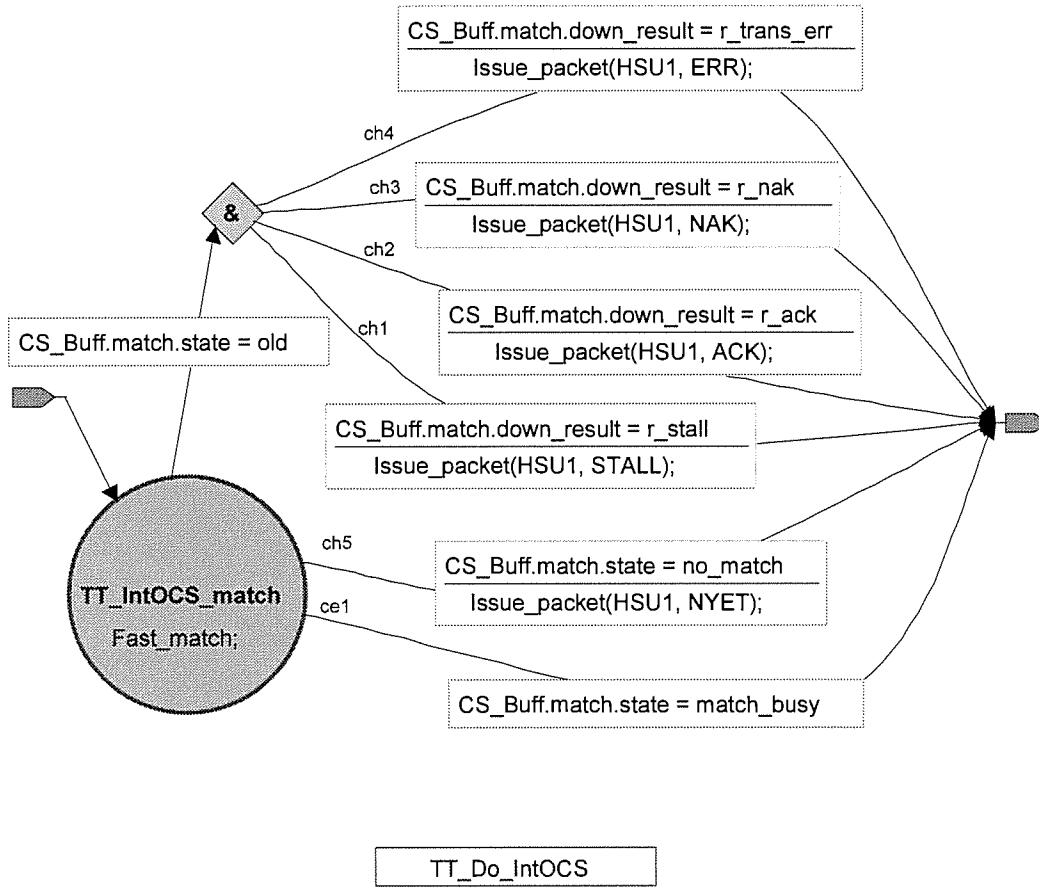 CS_Buff.match.down_result = r_trans_err
Issue_packet(HSU1, ERR);
ch4
ch3
CS_Buff.match.down_result = r_nak
Issue_packet(HSU1, NAK);
&
ch2
CS_Buff.match.down_result = r_ack
Issue_packet(HSU1, ACK);
CS_Buff.match.state = old
ch1
CS_Buff.match.down_result = r_stall
Issue_packet(HSU1, STALL);
ch5
CS_Buff.match.state = no_match
Issue_packet(HSU1, NYET);
TT_IntOCS_match
Fast_match;
ce1
CS_Buff.match.state = match_busy
TT_Do_IntOCS